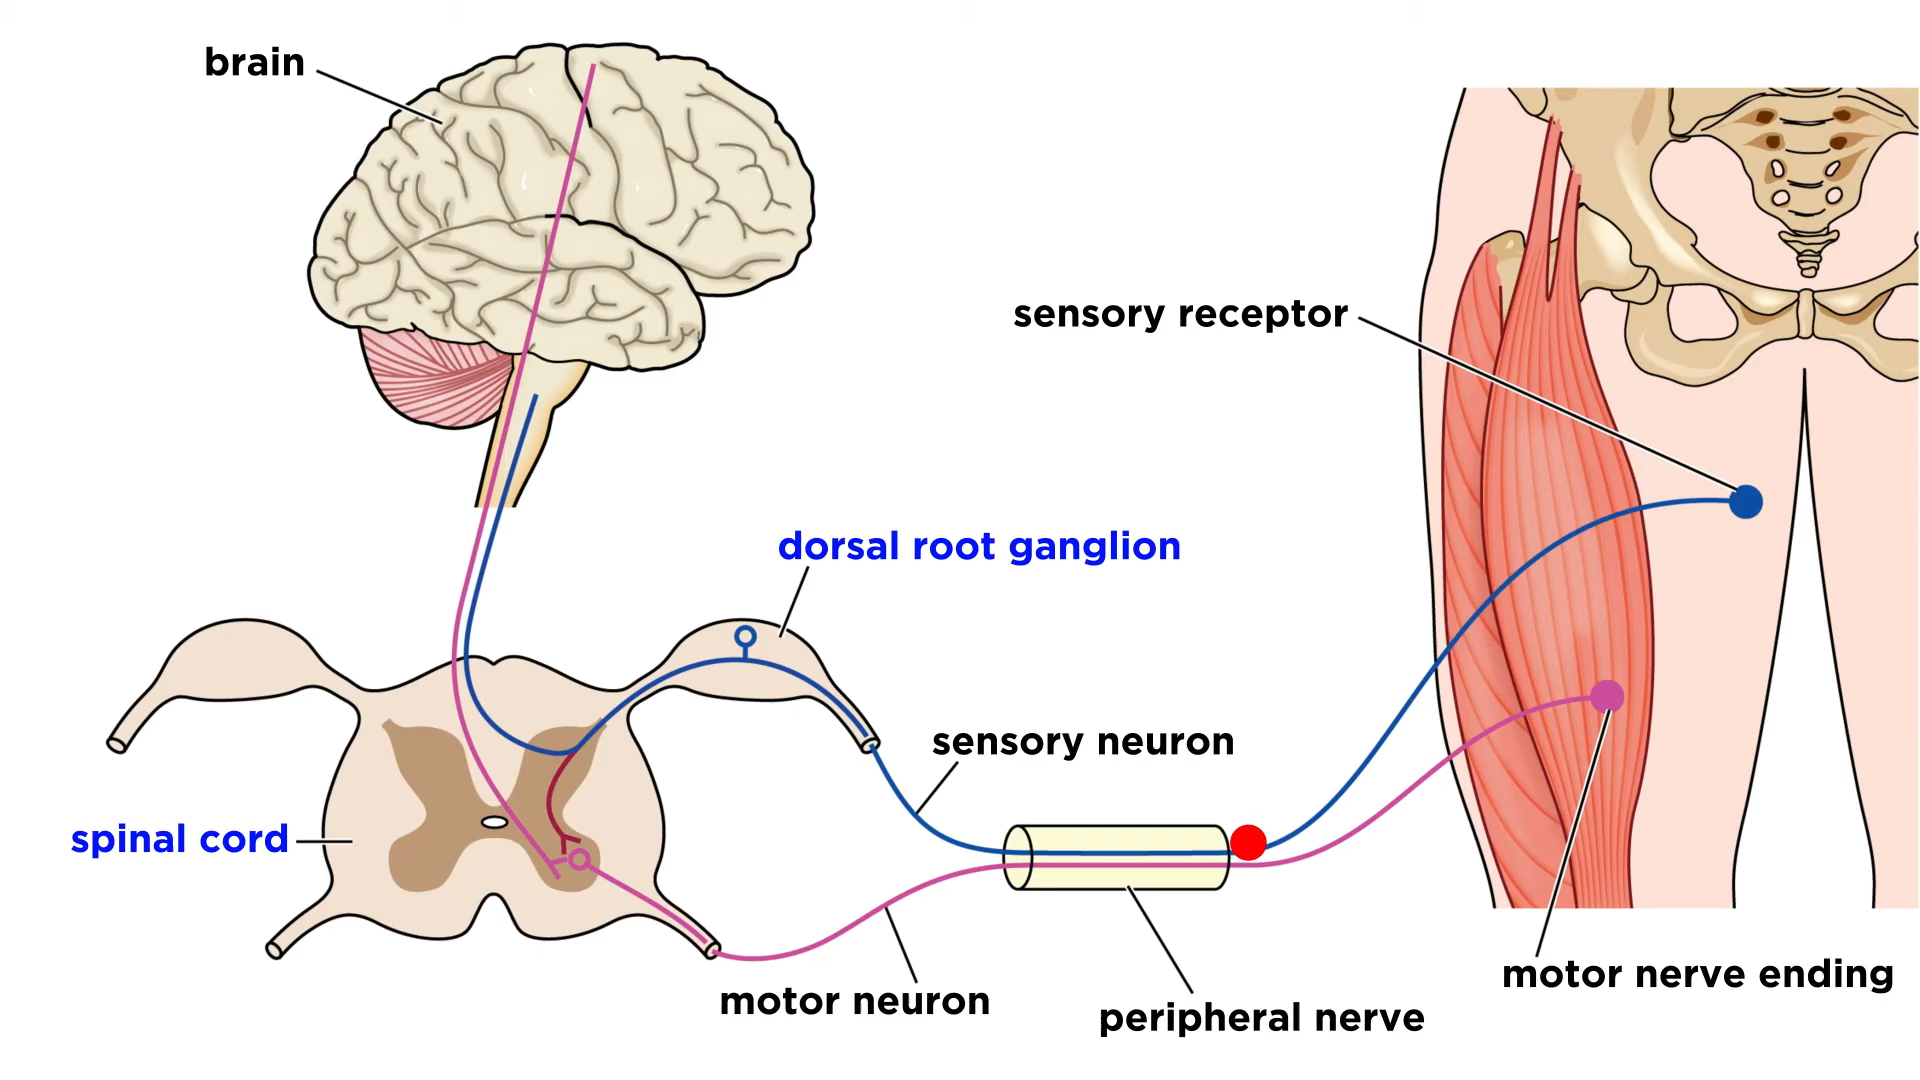 brain
sensory receptor
dorsal root ganglion
sensory neuron
spinal cord
motor neuron
peripheral nerve
motor nerve ending